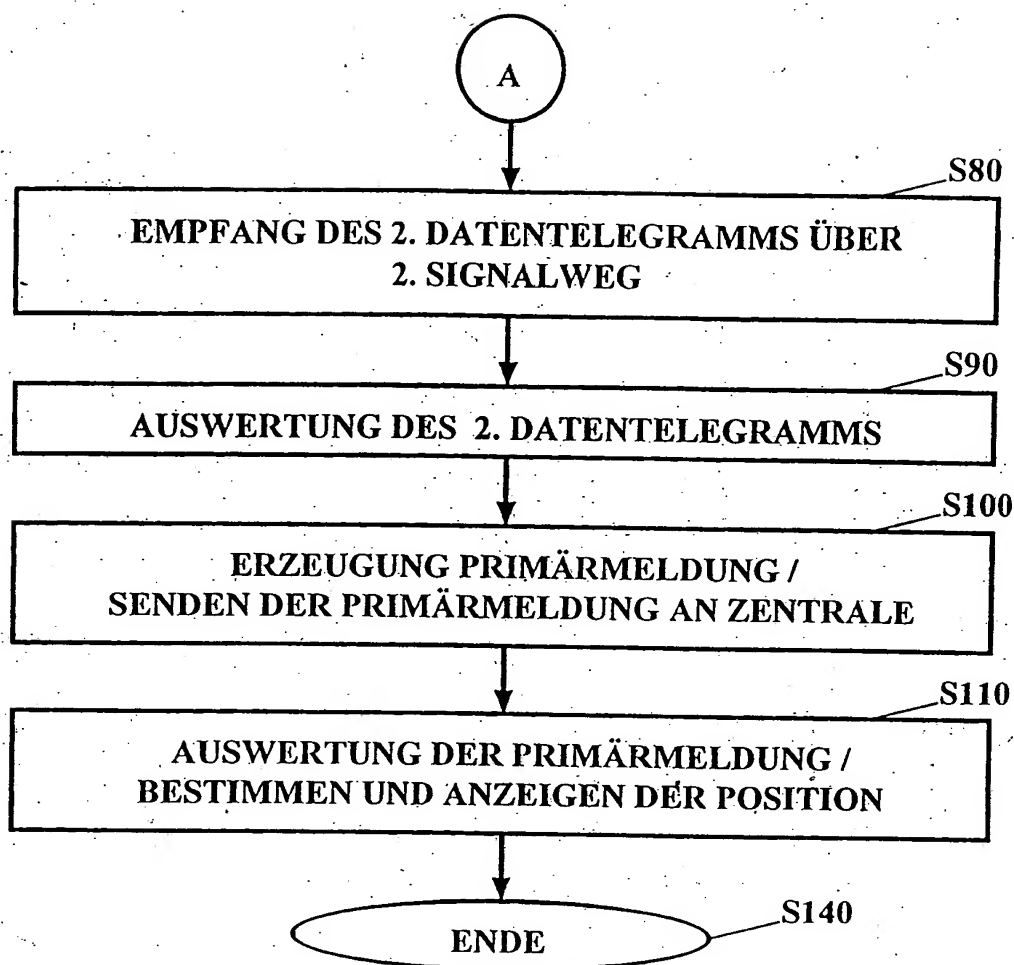 A
S80
EMPFANG DES 2. DATENTELEGRAMMS ÜBER
2. SIGNALWEG
S90
AUSWERTUNG DES 2. DATENTELEGRAMMS
S100
ERZEUGUNG PRIMÄRMELDUNG /
SENDEN DER PRIMÄRMELDUNG AN ZENTRALE
S110
AUSWERTUNG DER PRIMÄRMELDUNG /
BESTIMMEN UND ANZEIGEN DER POSITION
S140
ENDE